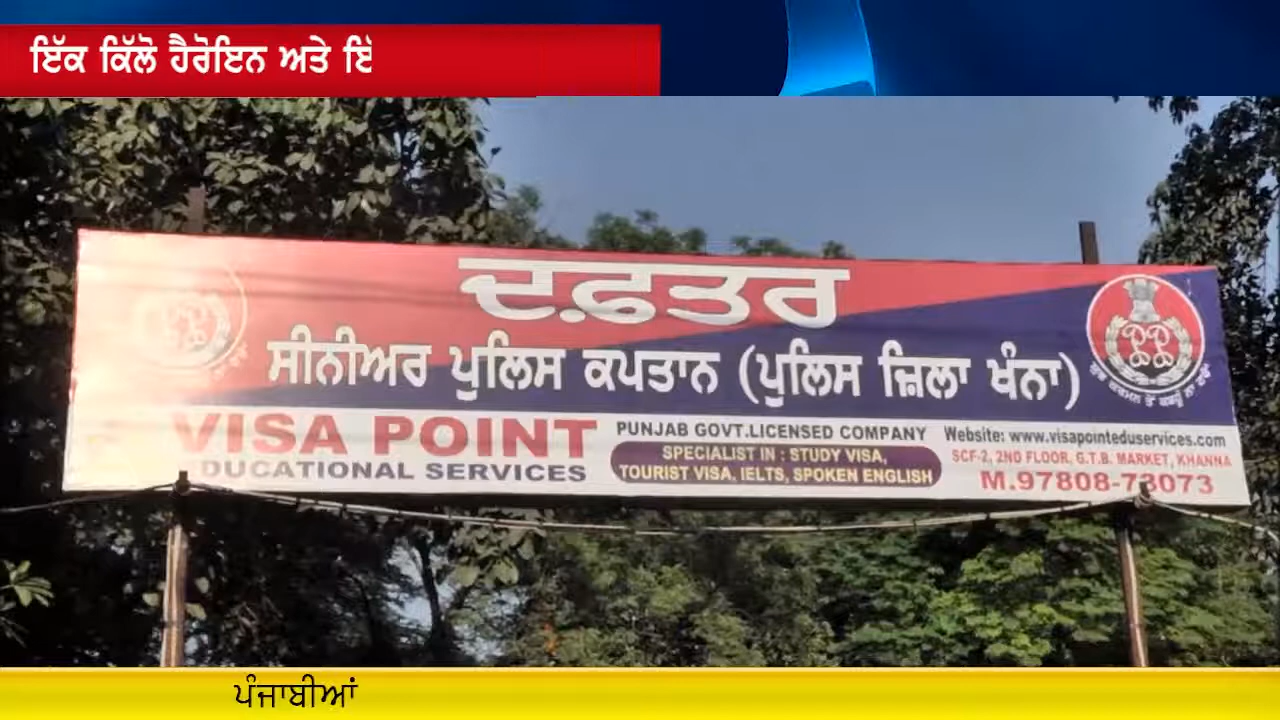 ਇੱਕ ਕਿੱਲੋ ਹੈਰੋਇਨ ਅਤੇ ਇੱ
ਦਫ਼ਤਰ
ਸੀਨੀਅਰ ਪੁਲਿਸ ਕਪਤਾਨ (ਪੁਲਿਸ ਜ਼ਿਲਾ ਖੰਨਾ)
VISA POINT
DUCATIONAL SERVICES
PUNJAB GOVT.LICENSED COMPANY
SPECIALIST IN : STUDY VISA,
TOURIST VISA, IELTS, SPOKEN ENGLISH
Website: www.visapointeduservices.com
SCF-2, 2ND FLOOR, G.T.B. MARKET, KHANNA
M.97808-73073
ਪੰਜਾਬੀਆਂ